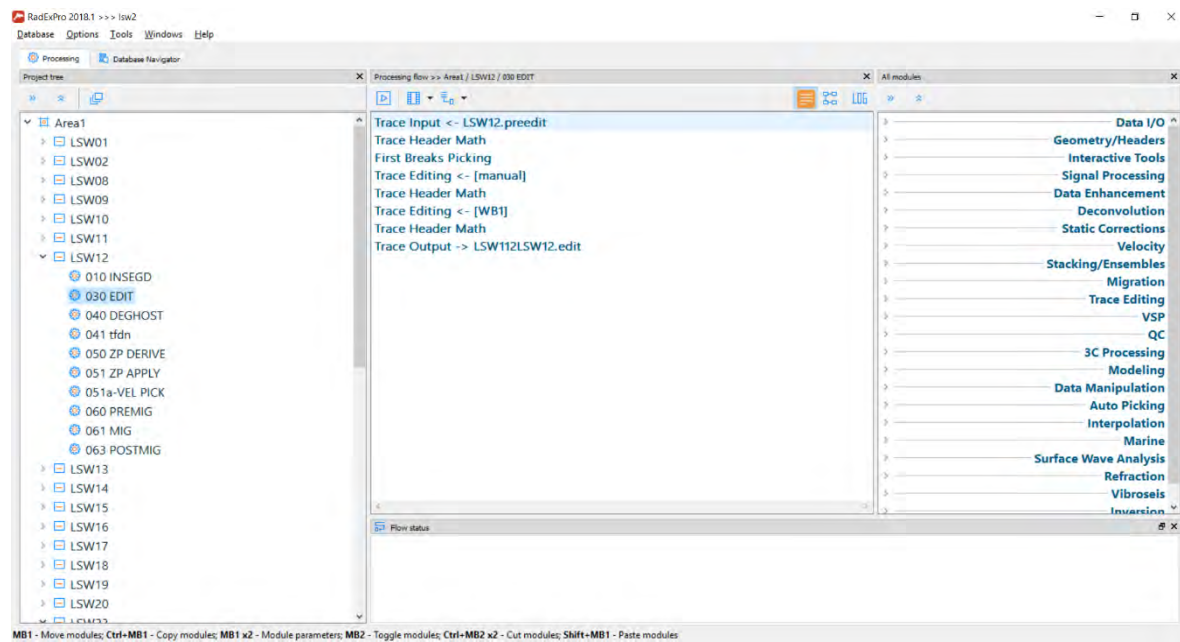 RadExPro 2018.1 >>> lsw2
Database Options Tools Windows Help
Processing Database Navigator
Project tree
Area1
LSW01
LSW02
LSW08
LSW09
LSW10
LSW11
LSW12
010 INSEGD
030 EDIT
040 DEGHOST
041 tfdn
050 ZP DERIVE
051 ZP APPLY
051a-VEL PICK
060 PREMIG
061 MIG
063 POSTMIG
LSW13
LSW14
LSW15
LSW16
LSW17
LSW18
LSW19
LSW20
Processing flow >> Area1 / LSW12 / 030 EDIT
LOG
Trace Input <- LSW12.preedit
Trace Header Math
First Breaks Picking
Trace Editing <- [manual]
Trace Header Math
Trace Editing <- [WB1]
Trace Header Math
Trace Output -> LSW112LSW12.edit
Flow status
All modules
Data I/O
Geometry/Headers
Interactive Tools
Signal Processing
Data Enhancement
Deconvolution
Static Corrections
Velocity
Stacking/Ensembles
Migration
Trace Editing
VSP
QC
3C Processing
Modeling
Data Manipulation
Auto Picking
Interpolation
Marine
Surface Wave Analysis
Refraction
Vibroseis
Inversion
MB1 - Move modules; Ctrl+MB1 - Copy modules; MB1 x2 - Module parameters; MB2 - Toggle modules; Ctrl+MB2 x2 - Cut modules; Shift+MB1 - Paste modules